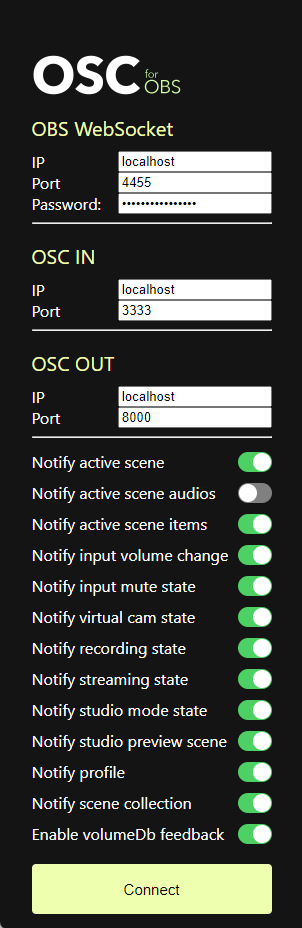 OSC for OBS
OBS WebSocket
IP localhost
Port 4455
Password: ••••••••••••••••
OSC IN
IP localhost
Port 3333
OSC OUT
IP localhost
Port 8000
Notify active scene
Notify active scene audios
Notify active scene items
Notify input volume change
Notify input mute state
Notify virtual cam state
Notify recording state
Notify streaming state
Notify studio mode state
Notify studio preview scene
Notify profile
Notify scene collection
Enable volumeDb feedback
Connect